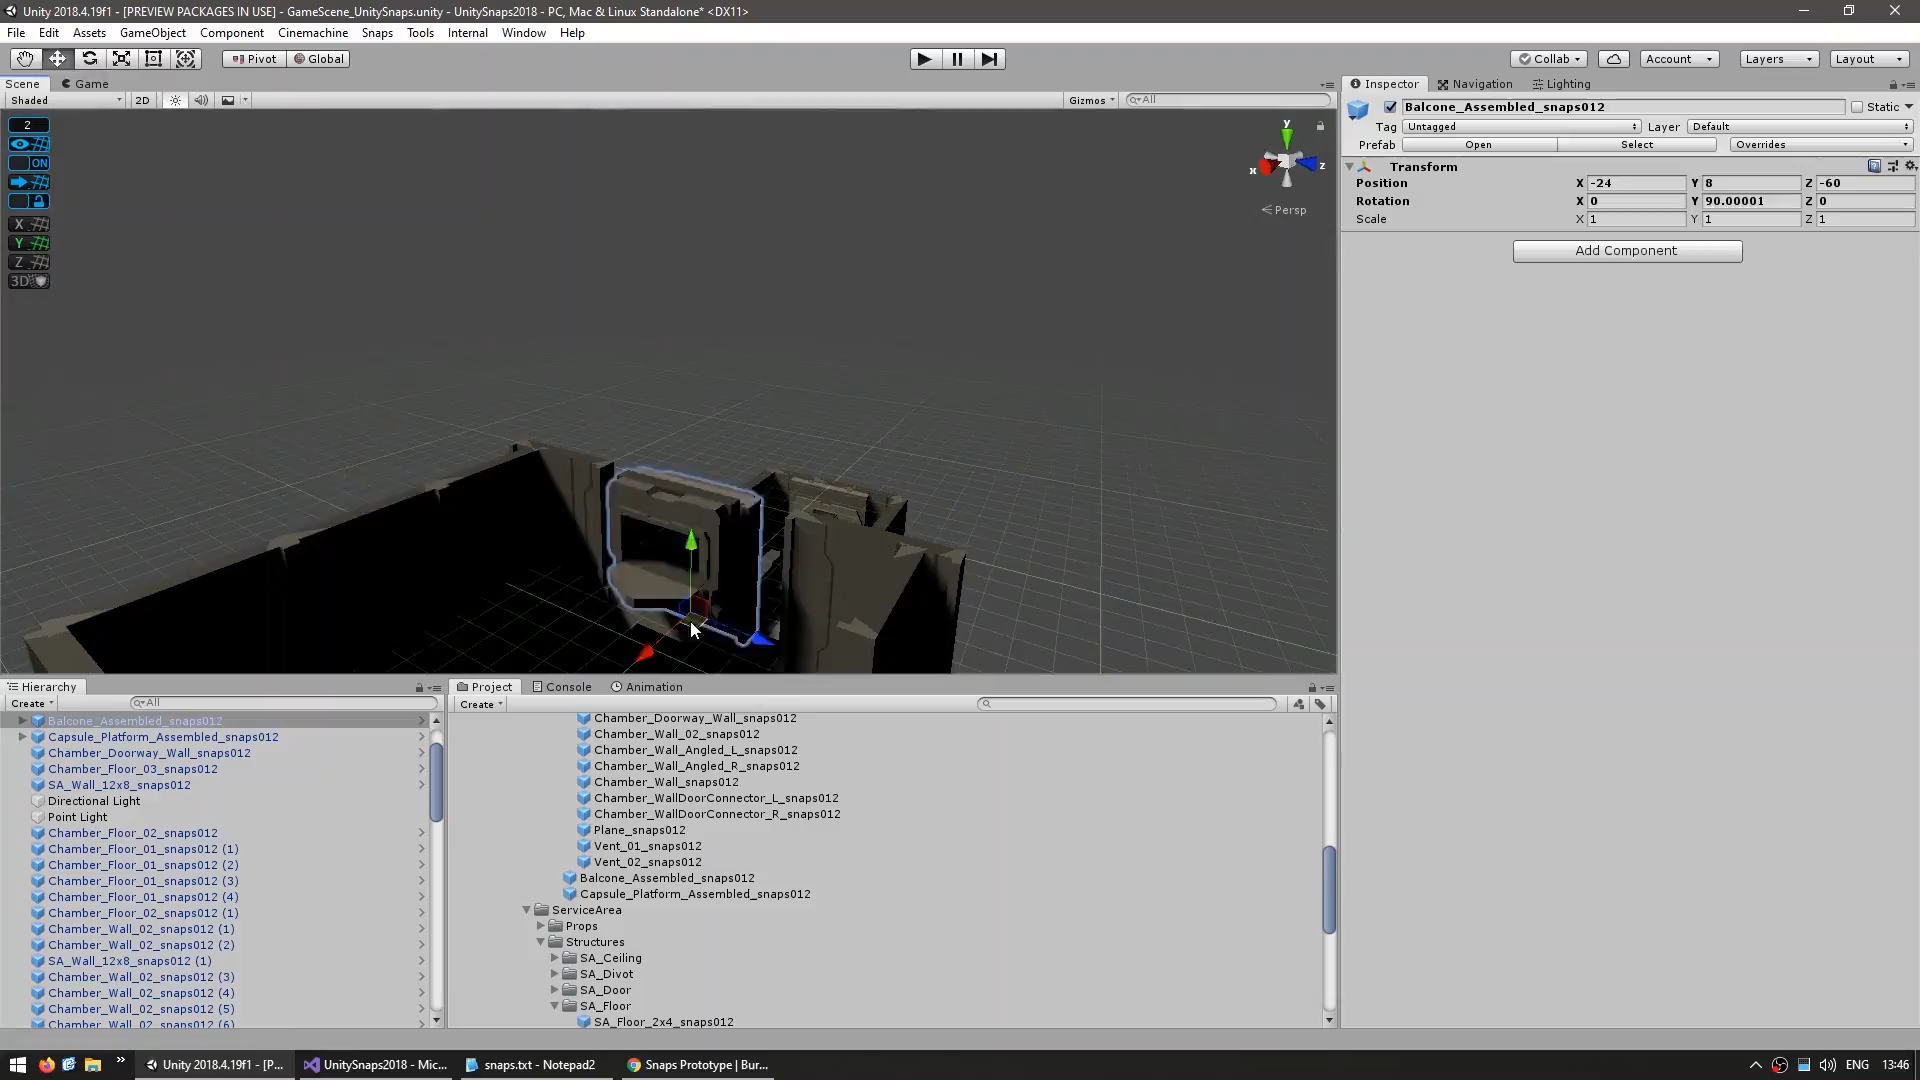 Unity 2018.4.19f1 - [PREVIEW PACKAGES IN USE] - GameScene_UnitySnaps.unity - UnitySnaps2018 - PC, Mac & Linux Standalone* <DX11>
File Edit Assets GameObject Component Cinemachine Snaps Tools Internal Window Help
Pivot Global Collab Account Layers Layout
Scene Game
Shaded 2D Gizmos All
2
ON
X
Y
Z
3D
y
x z
Persp
Inspector Navigation Lighting
Balcone_Assembled_snaps012 Static
Tag Untagged Layer Default
Prefab Open Select Overrides
Transform
Position X -24 Y 8 Z -60
Rotation X 0 Y 90.00001 Z 0
Scale X 1 Y 1 Z 1
Add Component
Hierarchy
Create All
Balcone_Assembled_snaps012
Capsule_Platform_Assembled_snaps012
Chamber_Doorway_Wall_snaps012
Chamber_Floor_03_snaps012
SA_Wall_12x8_snaps012
Directional Light
Point Light
Chamber_Floor_02_snaps012
Chamber_Floor_01_snaps012 (1)
Chamber_Floor_01_snaps012 (2)
Chamber_Floor_01_snaps012 (3)
Chamber_Floor_01_snaps012 (4)
Chamber_Floor_02_snaps012 (1)
Chamber_Wall_02_snaps012 (1)
Chamber_Wall_02_snaps012 (2)
SA_Wall_12x8_snaps012 (1)
Chamber_Wall_02_snaps012 (3)
Chamber_Wall_02_snaps012 (4)
Chamber_Wall_02_snaps012 (5)
Chamber_Wall_02_snaps012 (6)
Project Console Animation
Create
Chamber_Doorway_Wall_snaps012
Chamber_Wall_02_snaps012
Chamber_Wall_Angled_L_snaps012
Chamber_Wall_Angled_R_snaps012
Chamber_Wall_snaps012
Chamber_WallDoorConnector_L_snaps012
Chamber_WallDoorConnector_R_snaps012
Plane_snaps012
Vent_01_snaps012
Vent_02_snaps012
Balcone_Assembled_snaps012
Capsule_Platform_Assembled_snaps012
ServiceArea
Props
Structures
SA_Ceiling
SA_Divot
SA_Door
SA_Floor
SA_Floor_2x4_snaps012
Unity 2018.4.19f1 - [P... UnitySnaps2018 - Mic... snaps.txt - Notepad2 Snaps Prototype | Bur... ENG 13:46